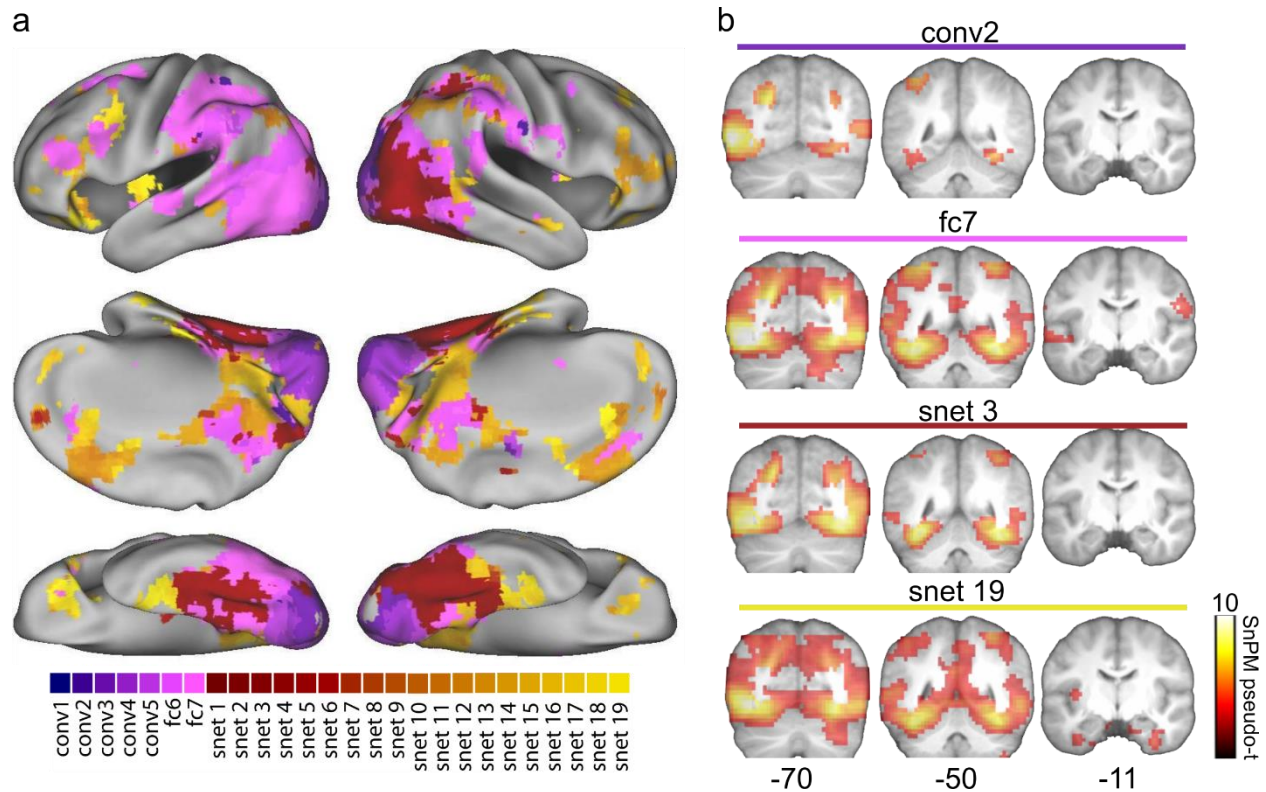 a
b
conv2
fc7
snet 3
snet 19
10
SnPM pseudo-t
-70
-50
-11
conv1
conv2
conv3
conv4
conv5
fc6
fc7
snet 1
snet 2
snet 3
snet 4
snet 5
snet 6
snet 7
snet 8
snet 9
snet 10
snet 11
snet 12
snet 13
snet 14
snet 15
snet 16
snet 17
snet 18
snet 19